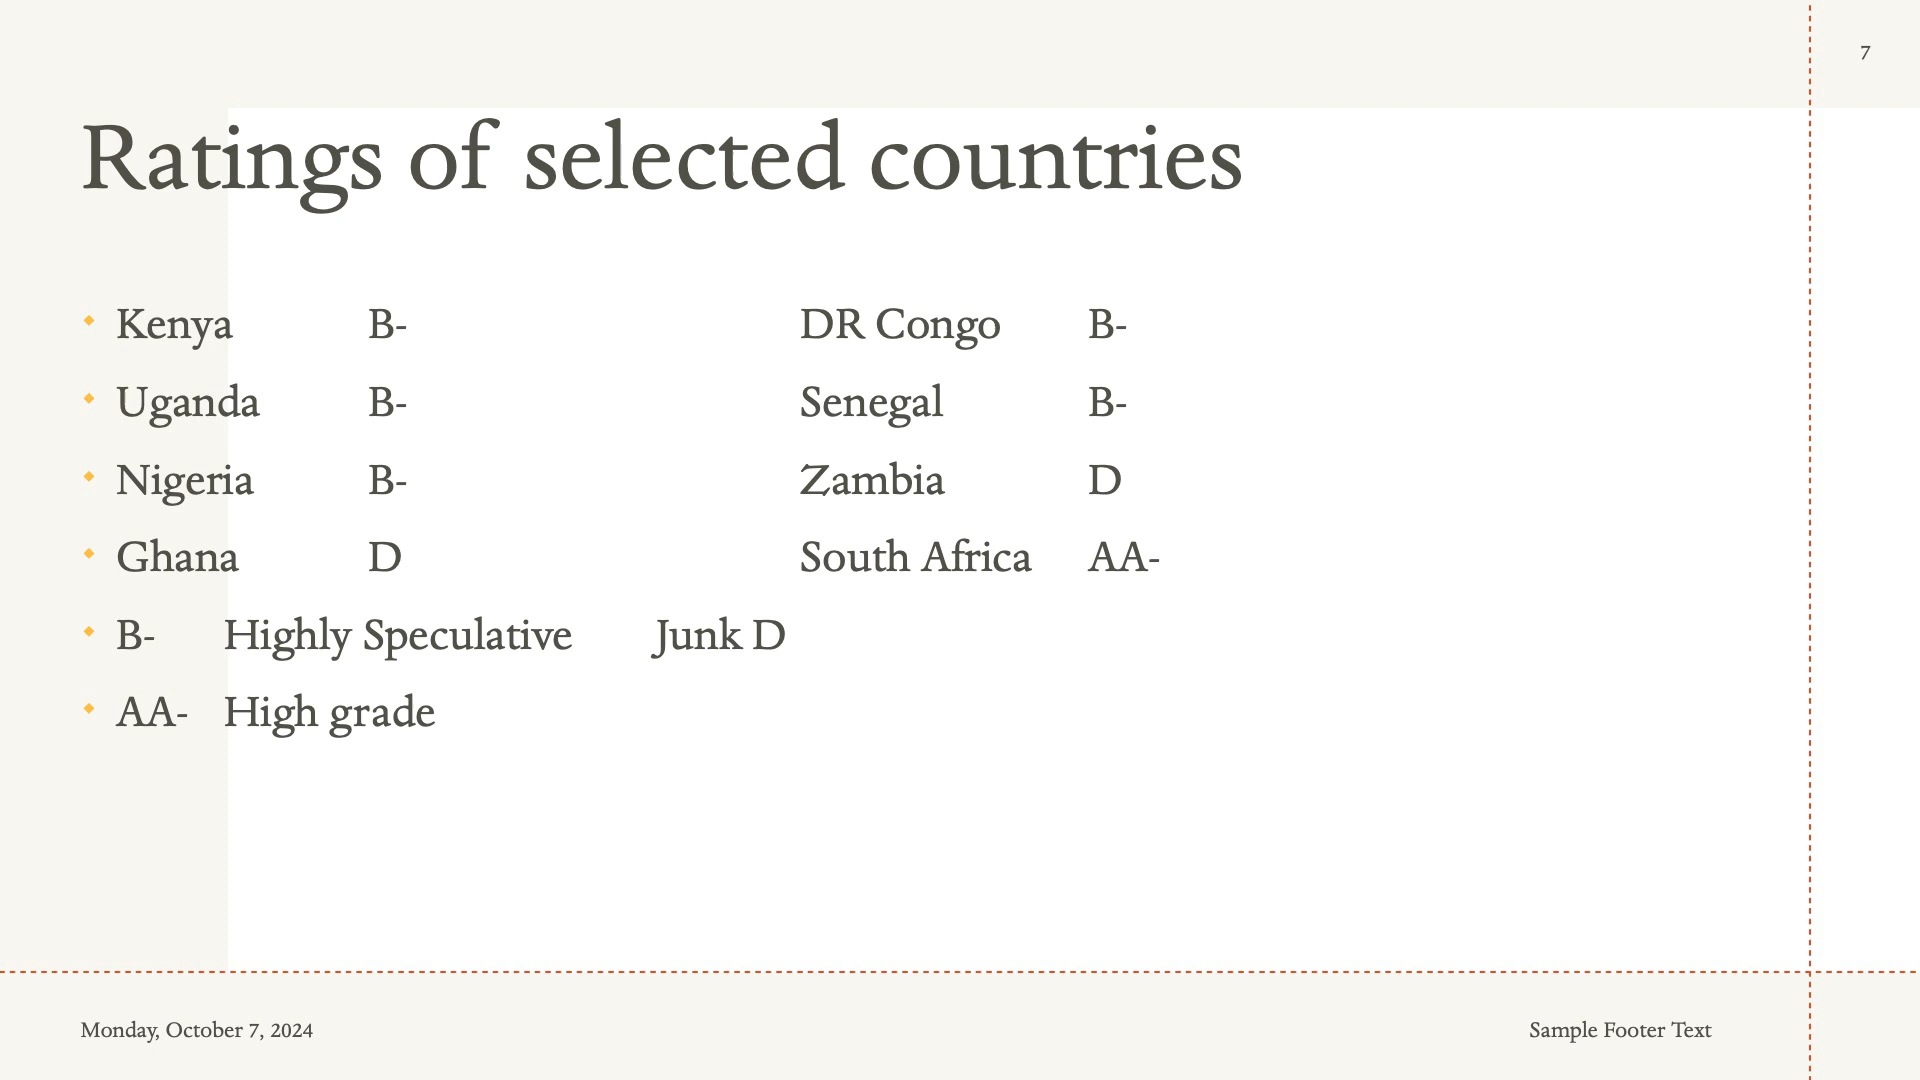 7
Ratings of selected countries
Kenya B- DR Congo B-
Uganda B- Senegal B-
Nigeria B- Zambia D
Ghana D South Africa AA-
B- Highly Speculative Junk D
AA- High grade
Monday, October 7, 2024 Sample Footer Text